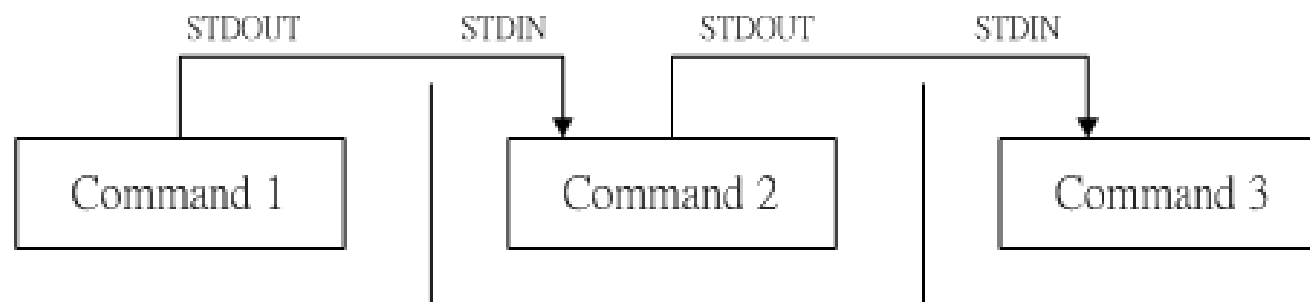 STDOUT STDIN STDOUT STDIN
Command 1 Command 2 Command 3